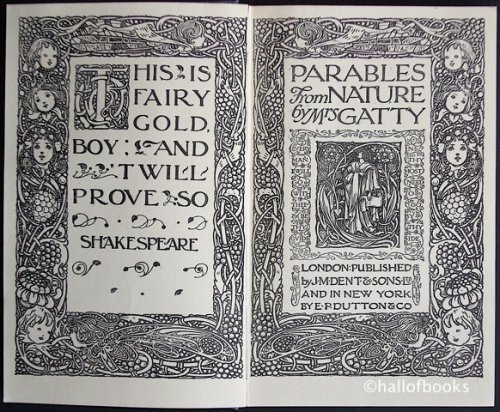 THIS IS
FAIRY
GOLD,
BOY; AND
'TWILL
PROVE SO
SHAKESPEARE
PARABLES
From NATURE
by Mrs GATTY
LONDON: PUBLISHED
by J·M·DENT & SONS Ltd
AND IN NEW YORK
BY E·P·DUTTON & CO
©hallofbooks